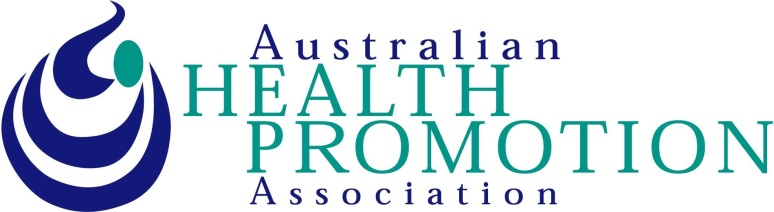 Australian
HEALTH
PROMOTION
Association